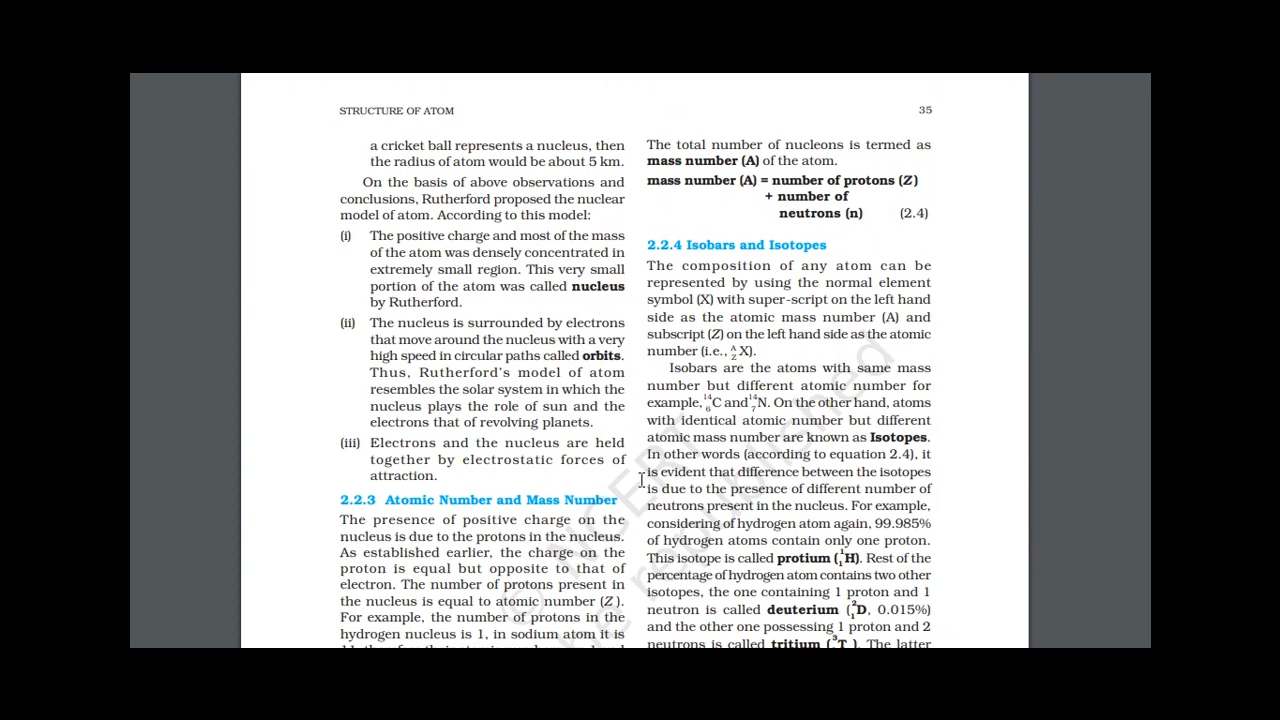 STRUCTURE OF ATOM
35
a cricket ball represents a nucleus, then
the radius of atom would be about 5 km.
On the basis of above observations and
conclusions, Rutherford proposed the nuclear
model of atom. According to this model:
(i) The positive charge and most of the mass
of the atom was densely concentrated in
extremely small region. This very small
portion of the atom was called nucleus
by Rutherford.
(ii) The nucleus is surrounded by electrons
that move around the nucleus with a very
high speed in circular paths called orbits.
Thus, Rutherford's model of atom
resembles the solar system in which the
nucleus plays the role of sun and the
electrons that of revolving planets.
(iii) Electrons and the nucleus are held
together by electrostatic forces of
attraction.
2.2.3 Atomic Number and Mass Number
The presence of positive charge on the
nucleus is due to the protons in the nucleus.
As established earlier, the charge on the
proton is equal but opposite to that of
electron. The number of protons present in
the nucleus is equal to atomic number (Z ).
For example, the number of protons in the
hydrogen nucleus is 1, in sodium atom it is
The total number of nucleons is termed as
mass number (A) of the atom.
mass number (A) = number of protons (Z)
+ number of
neutrons (n) (2.4)
2.2.4 Isobars and Isotopes
The composition of any atom can be
represented by using the normal element
symbol (X) with super-script on the left hand
side as the atomic mass number (A) and
subscript (Z) on the left hand side as the atomic
number (i.e., ᴬ_Z X).
Isobars are the atoms with same mass
number but different atomic number for
example, ¹⁴₆C and ¹⁴₇N. On the other hand, atoms
with identical atomic number but different
atomic mass number are known as Isotopes.
In other words (according to equation 2.4), it
is evident that difference between the isotopes
is due to the presence of different number of
neutrons present in the nucleus. For example,
considering of hydrogen atom again, 99.985%
of hydrogen atoms contain only one proton.
This isotope is called protium (¹₁H). Rest of the
percentage of hydrogen atom contains two other
isotopes, the one containing 1 proton and 1
neutron is called deuterium (²₁D, 0.015%)
and the other one possessing 1 proton and 2
neutrons is called tritium (³T ). The latter
© NCERT
republished